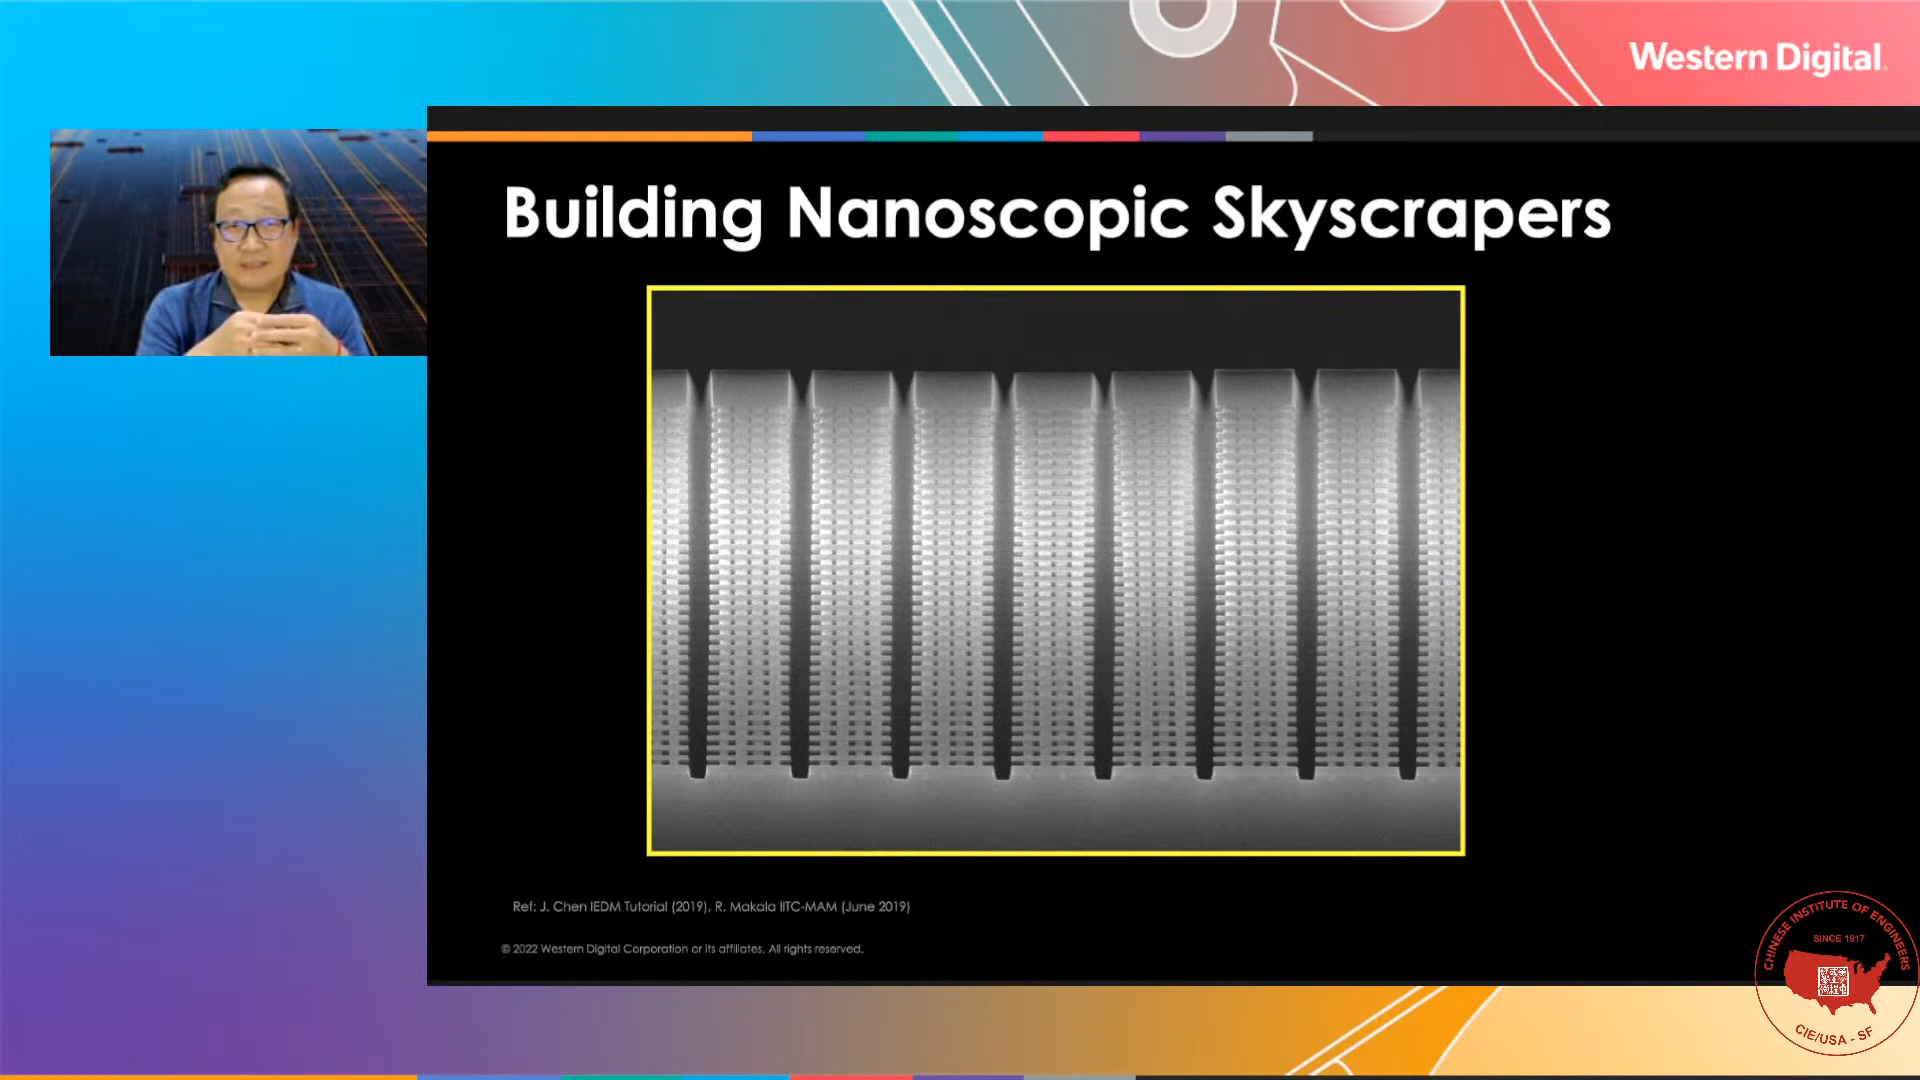 Western Digital.
Building Nanoscopic Skyscrapers
Ref: J. Chen IEDM Tutorial (2019), R. Makala IITC-MAM (June 2019)
© 2022 Western Digital Corporation or its affiliates. All rights reserved.
CHINESE INSTITUTE OF ENGINEERS
SINCE 1917
CIE/USA - SF